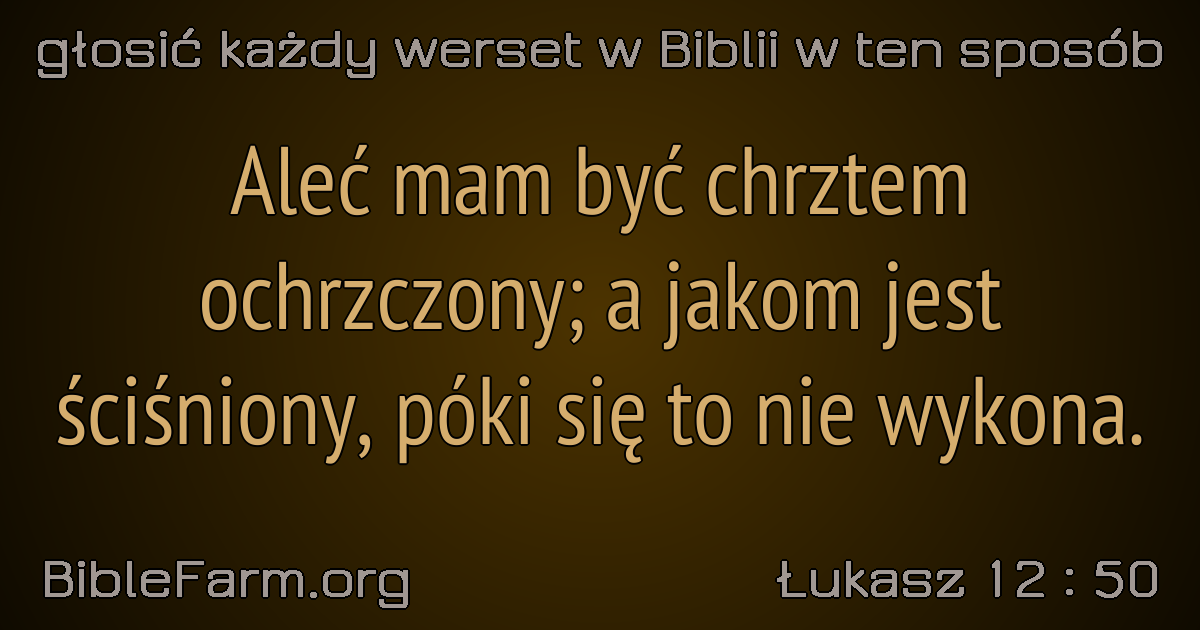 głosić każdy werset w Biblii w ten sposób
Aleć mam być chrztem
ochrzczony; a jakom jest
ściśniony, póki się to nie wykona.
BibleFarm.org
Łukasz 12 : 50